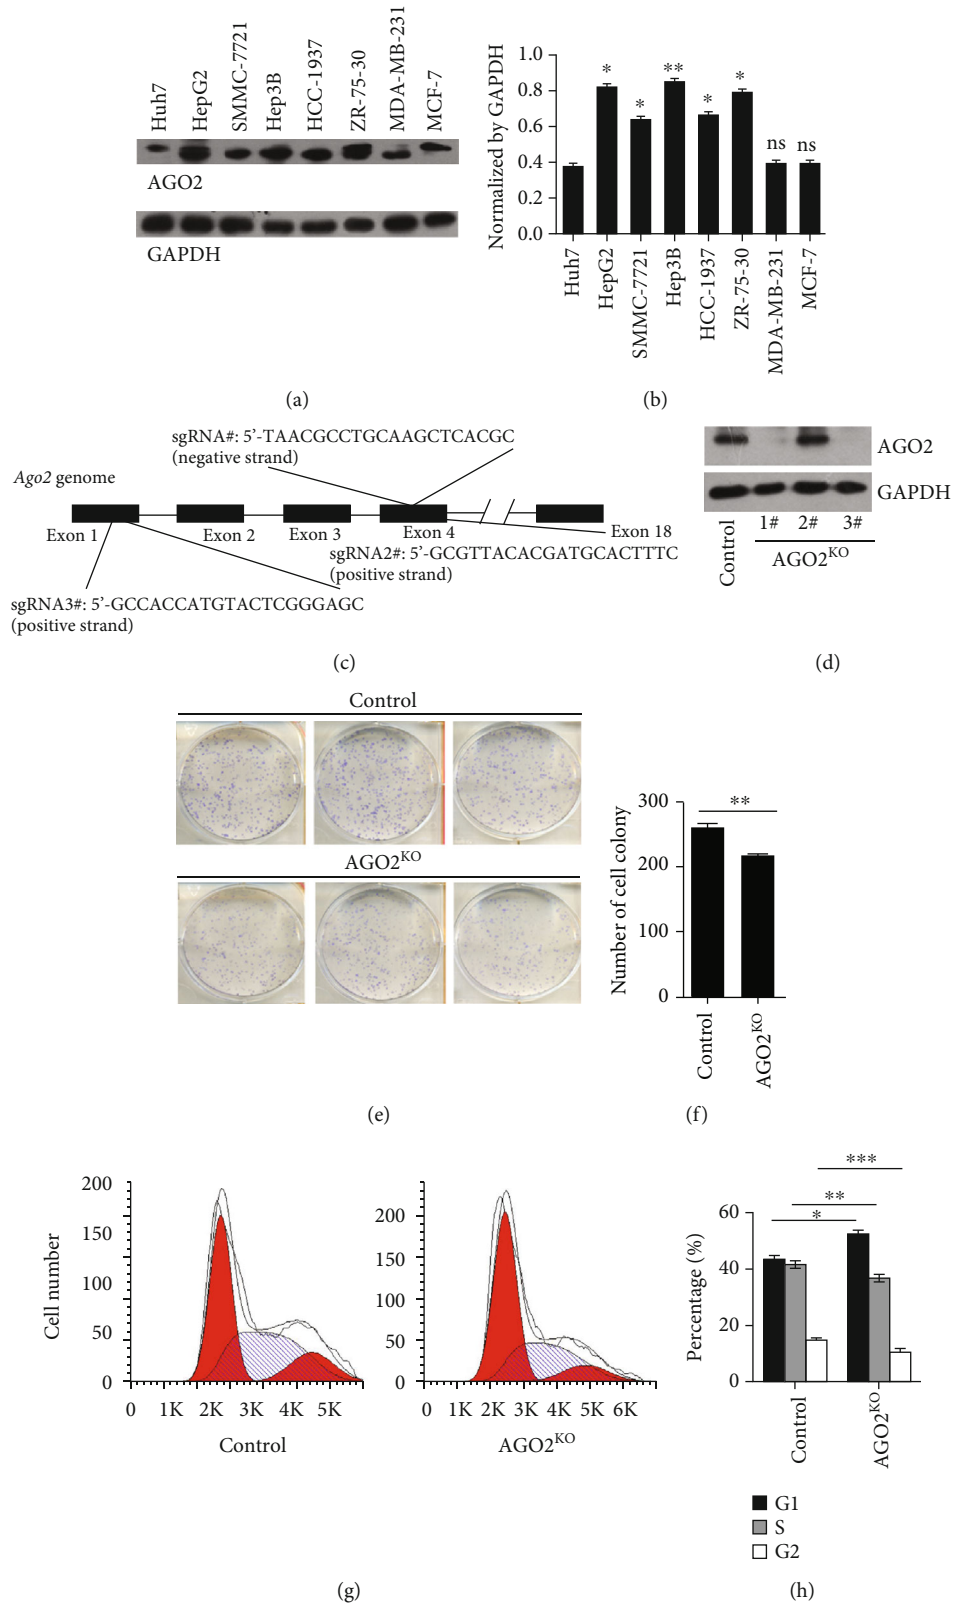 Huh7
HepG2
SMMC-7721
Hep3B
HCC-1937
ZR-75-30
MDA-MB-231
MCF-7
AGO2
GAPDH
(a)
Normalized by GAPDH
1.0
0.8
0.6
0.4
0.2
0.0
*
*
**
*
*
ns
ns
Huh7
HepG2
SMMC-7721
Hep3B
HCC-1937
ZR-75-30
MDA-MB-231
MCF-7
(b)
sgRNA#: 5’-TAACGCCTGCAAGCTCACGC
(negative strand)
Ago2 genome
Exon 1
Exon 2
Exon 3
Exon 4
Exon 18
sgRNA2#: 5’-GCGTTACACGATGCACTTTC
(positive strand)
sgRNA3#: 5’-GCCACCATGTACTCGGGAGC
(positive strand)
(c)
AGO2
GAPDH
Control
1#
2#
3#
AGO2KO
(d)
Control
AGO2KO
(e)
Number of cell colony
300
200
100
0
**
Control
AGO2KO
(f)
Cell number
200
150
100
50
0
0 1K 2K 3K 4K 5K
Control
200
150
100
50
0
0 1K 2K 3K 4K 5K 6K
AGO2KO
(g)
Percentage (%)
60
40
20
0
***
**
*
Control
AGO2KO
G1
S
G2
(h)